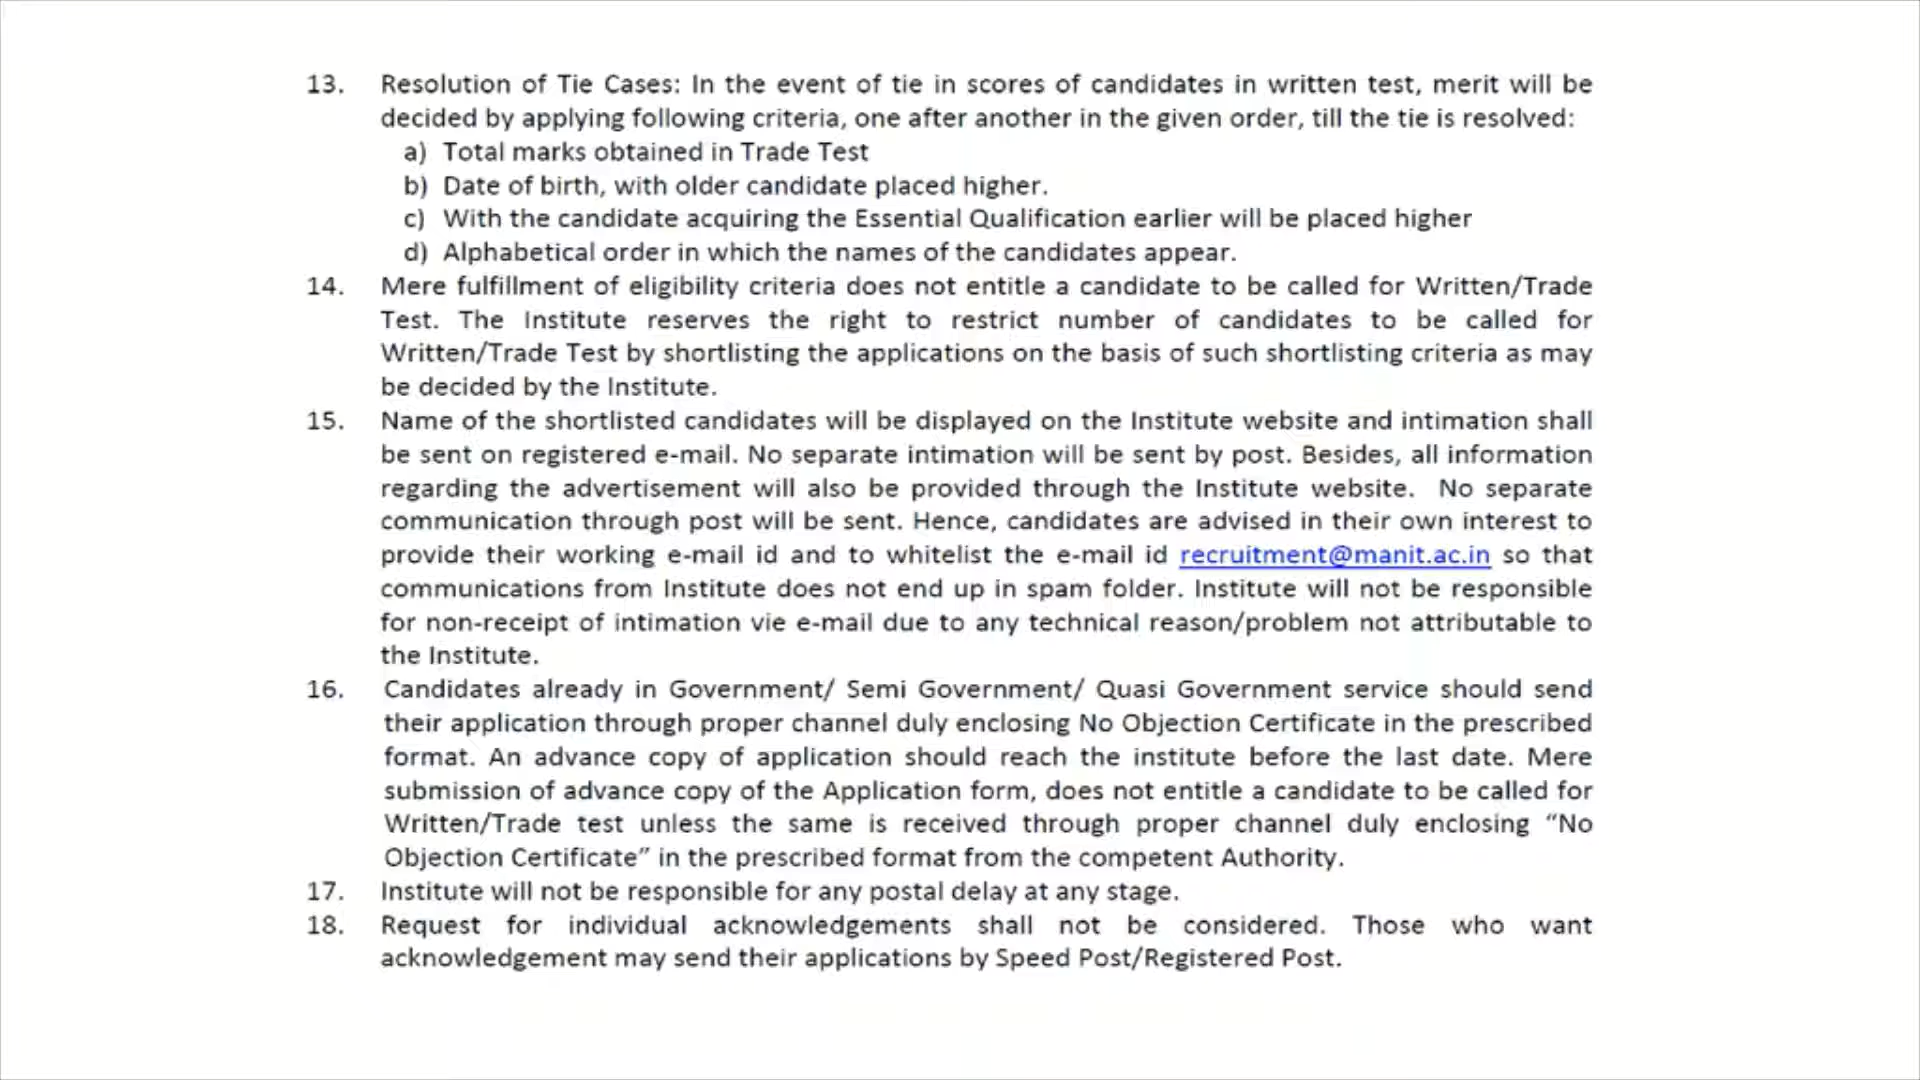 13. Resolution of Tie Cases: In the event of tie in scores of candidates in written test, merit will be
decided by applying following criteria, one after another in the given order, till the tie is resolved:
a) Total marks obtained in Trade Test
b) Date of birth, with older candidate placed higher.
c) With the candidate acquiring the Essential Qualification earlier will be placed higher
d) Alphabetical order in which the names of the candidates appear.
14. Mere fulfillment of eligibility criteria does not entitle a candidate to be called for Written/Trade
Test. The Institute reserves the right to restrict number of candidates to be called for
Written/Trade Test by shortlisting the applications on the basis of such shortlisting criteria as may
be decided by the Institute.
15. Name of the shortlisted candidates will be displayed on the Institute website and intimation shall
be sent on registered e-mail. No separate intimation will be sent by post. Besides, all information
regarding the advertisement will also be provided through the Institute website. No separate
communication through post will be sent. Hence, candidates are advised in their own interest to
provide their working e-mail id and to whitelist the e-mail id recruitment@manit.ac.in so that
communications from Institute does not end up in spam folder. Institute will not be responsible
for non-receipt of intimation vie e-mail due to any technical reason/problem not attributable to
the Institute.
16. Candidates already in Government/ Semi Government/ Quasi Government service should send
their application through proper channel duly enclosing No Objection Certificate in the prescribed
format. An advance copy of application should reach the institute before the last date. Mere
submission of advance copy of the Application form, does not entitle a candidate to be called for
Written/Trade test unless the same is received through proper channel duly enclosing “No
Objection Certificate” in the prescribed format from the competent Authority.
17. Institute will not be responsible for any postal delay at any stage.
18. Request for individual acknowledgements shall not be considered. Those who want
acknowledgement may send their applications by Speed Post/Registered Post.